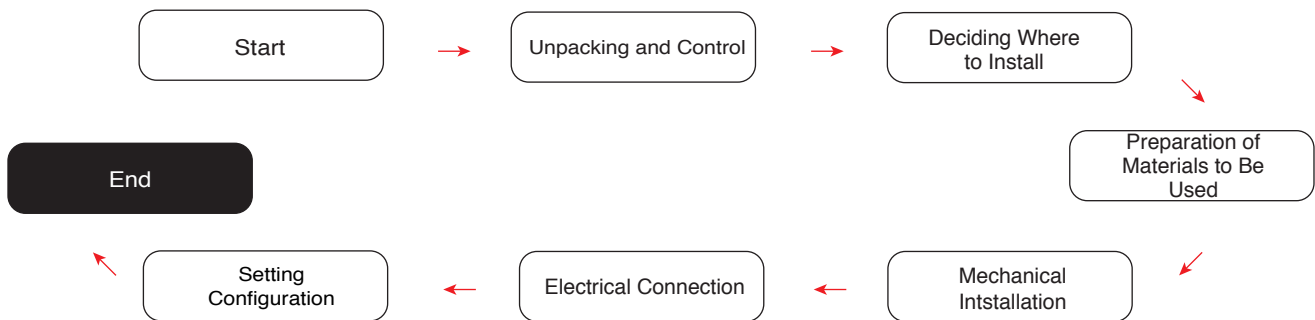 Start
Unpacking and Control
Deciding Where
to Install
Preparation of
Materials to Be
Used
Mechanical
Intstallation
Electrical Connection
Setting
Configuration
End